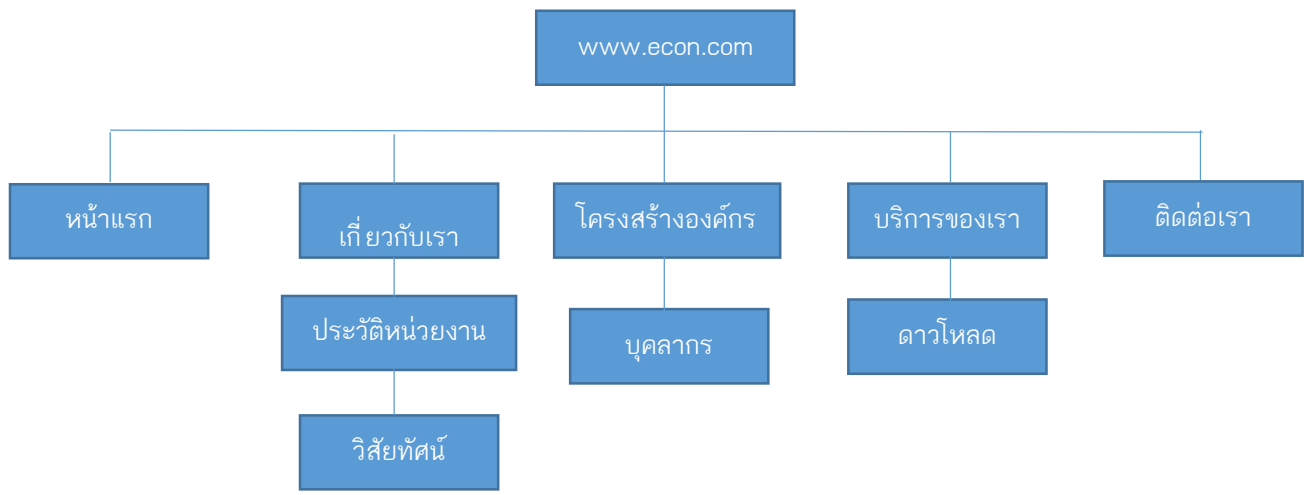 www.econ.com
หน้าแรก
เกี่ยวกับเรา
โครงสร้างองค์กร
บริการของเรา
ติดต่อเรา
ประวัติหน่วยงาน
บุคลากร
ดาวโหลด
วิสัยทัศน์